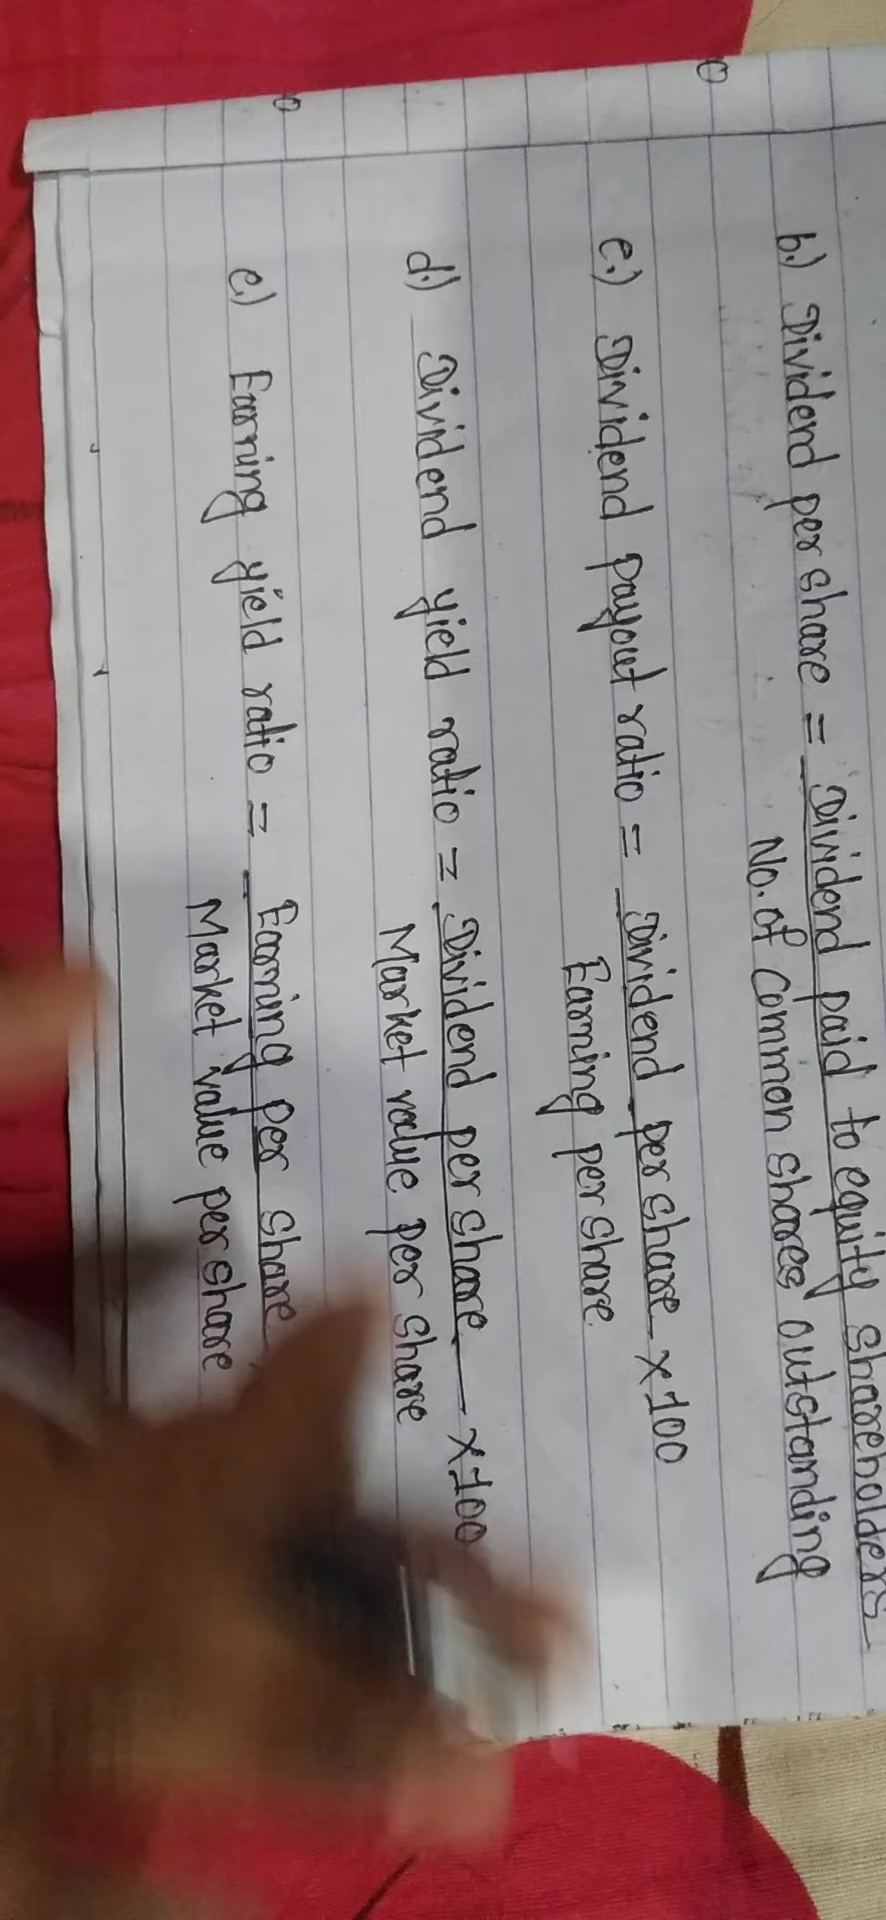 b.) Dividend per share = Dividend paid to equity shareholders
No. of Common shares outstanding
c.) Dividend payout ratio = Dividend per share × 100
Earning per share
d.) Dividend yield ratio = Dividend per share × 100
Market value per share
e.) Earning yield ratio = Earning per share
Market value per share